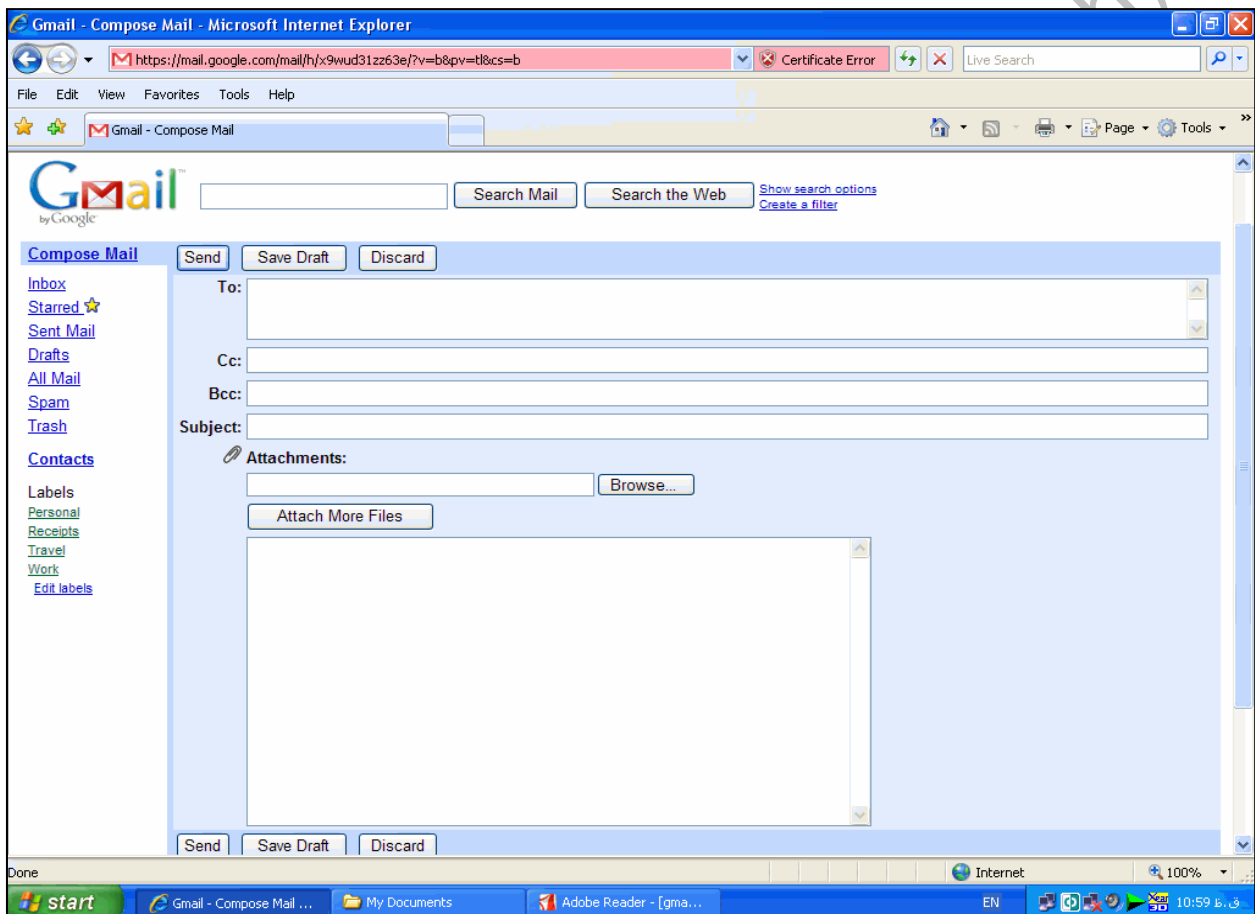 Gmail - Compose Mail - Microsoft Internet Explorer
https://mail.google.com/mail/h/x9wud31zz63e/?v=b&pv=tl&cs=b Certificate Error Live Search
File Edit View Favorites Tools Help
Gmail - Compose Mail Page Tools »
Gmail™ by Google
Search Mail Search the Web Show search options
Create a filter
Compose Mail Send Save Draft Discard
Inbox
Starred
Sent Mail
Drafts
All Mail
Spam
Trash
Contacts
Labels
Personal
Receipts
Travel
Work
Edit labels
To:
Cc:
Bcc:
Subject:
Attachments:
Browse...
Attach More Files
Send Save Draft Discard
Done Internet 100%
start Gmail - Compose Mail ... My Documents Adobe Reader - [gma... EN 10:59 ق.ظ